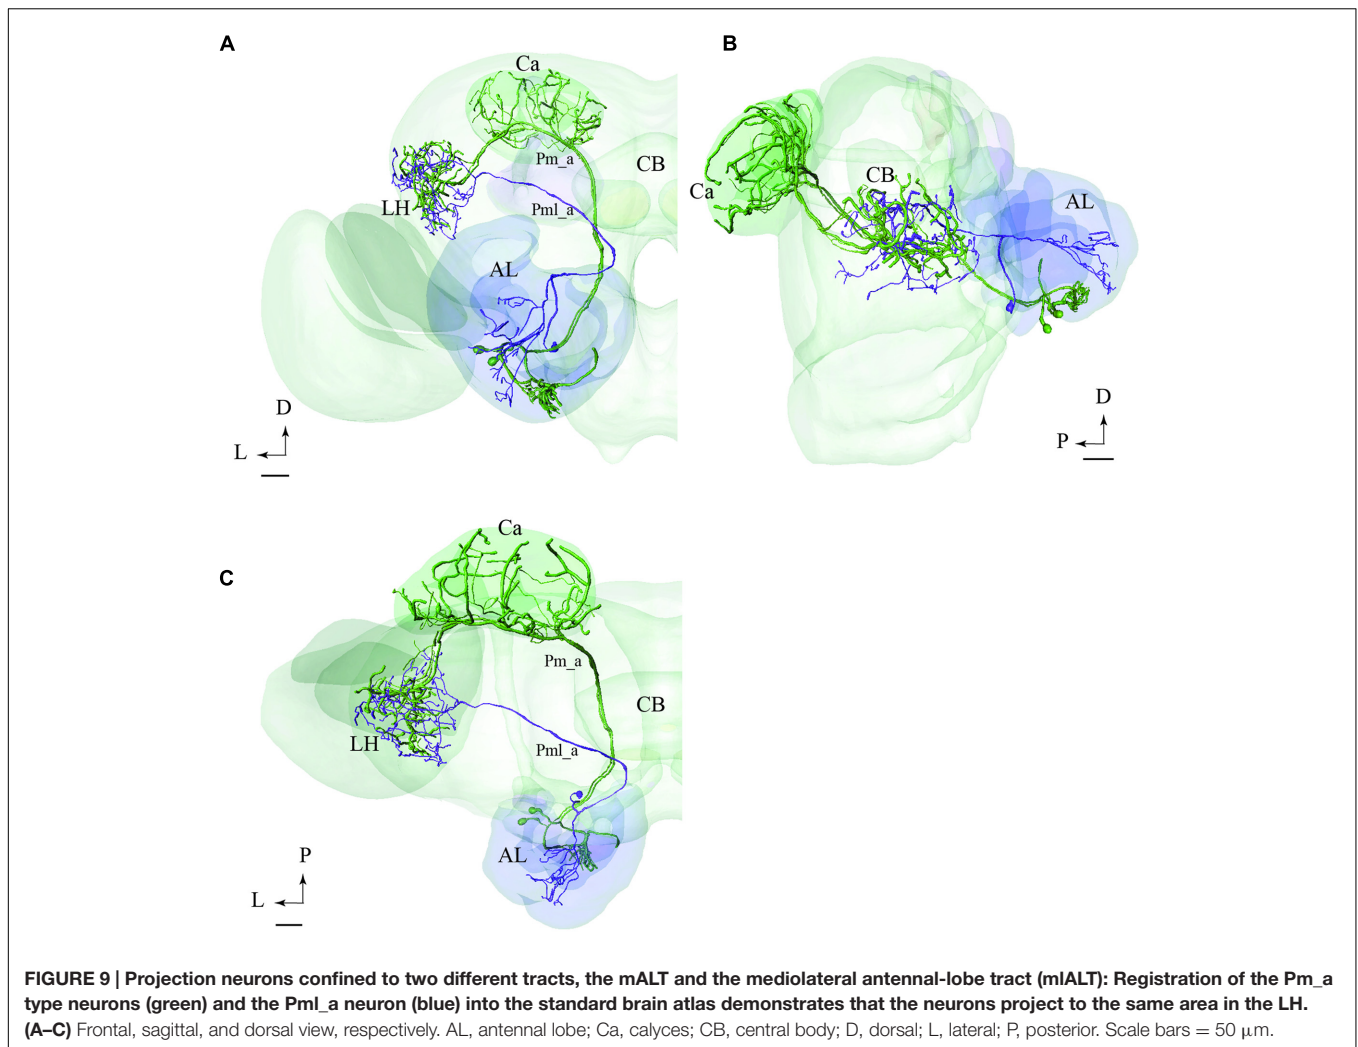 A
B
Ca
Pm_a
CB
LH
Pml_a
AL
D
L
Ca
CB
AL
D
P
C
Ca
Pm_a
CB
LH
Pml_a
AL
P
L
FIGURE 9 | Projection neurons confined to two different tracts, the mALT and the mediolateral antennal-lobe tract (mlALT): Registration of the Pm_a
type neurons (green) and the Pml_a neuron (blue) into the standard brain atlas demonstrates that the neurons project to the same area in the LH.
(A–C) Frontal, sagittal, and dorsal view, respectively. AL, antennal lobe; Ca, calyces; CB, central body; D, dorsal; L, lateral; P, posterior. Scale bars = 50 μm.